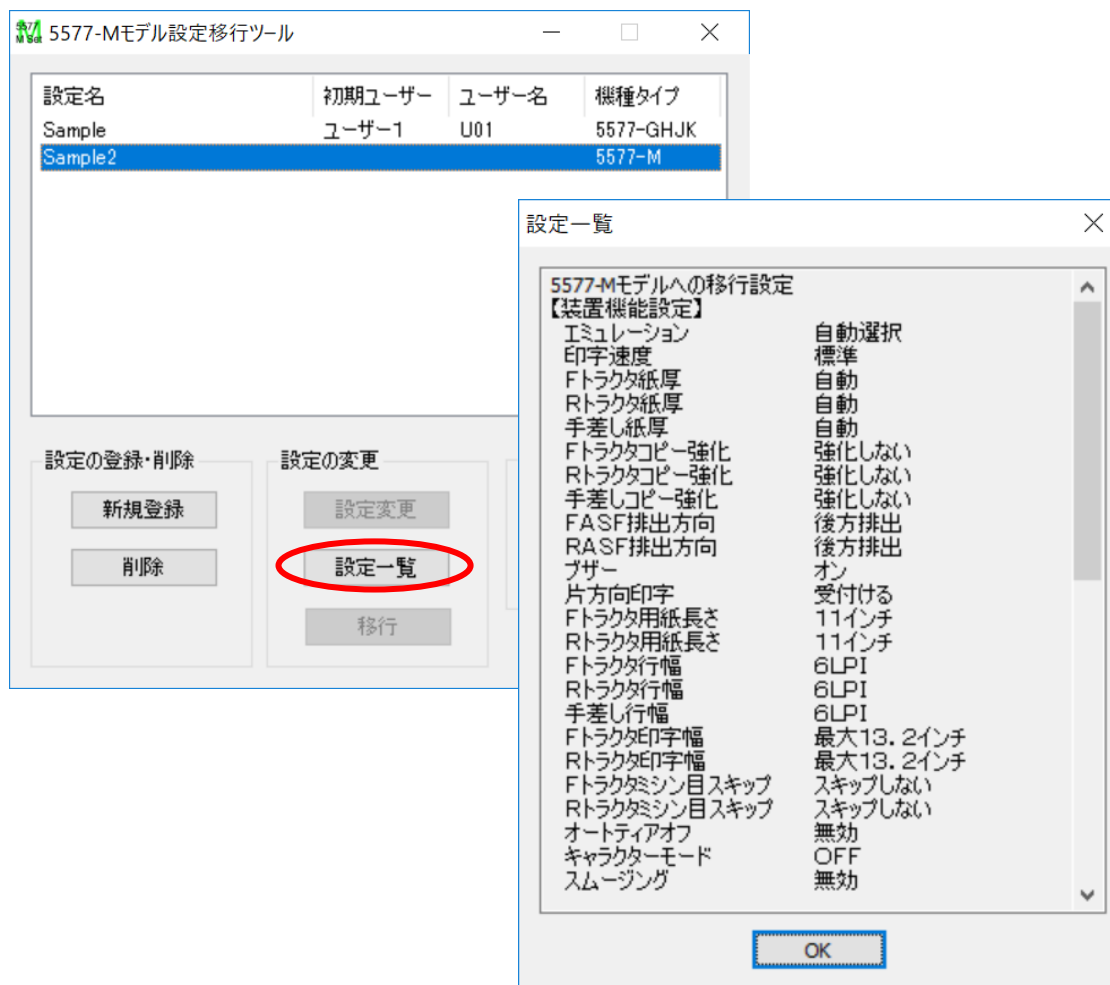 5577 M Set 5577-Mモデル設定移行ツール
設定名 初期ユーザー ユーザー名 機種タイプ
Sample ユーザー1 U01 5577-GHJK
Sample2 5577-M
設定の登録・削除
新規登録
削除
設定の変更
設定変更
設定一覧
移行
設定一覧
5577-Mモデルへの移行設定
【装置機能設定】
エミュレーション 自動選択
印字速度 標準
Fトラクタ紙厚 自動
Rトラクタ紙厚 自動
手差し紙厚 自動
Fトラクタコピー強化 強化しない
Rトラクタコピー強化 強化しない
手差しコピー強化 強化しない
FASF排出方向 後方排出
RASF排出方向 後方排出
ブザー オン
片方向印字 受付ける
Fトラクタ用紙長さ 11インチ
Rトラクタ用紙長さ 11インチ
Fトラクタ行幅 6LPI
Rトラクタ行幅 6LPI
手差し行幅 6LPI
Fトラクタ印字幅 最大13.2インチ
Rトラクタ印字幅 最大13.2インチ
Fトラクタミシン目スキップ スキップしない
Rトラクタミシン目スキップ スキップしない
オートティアオフ 無効
キャラクターモード OFF
スムージング 無効
OK